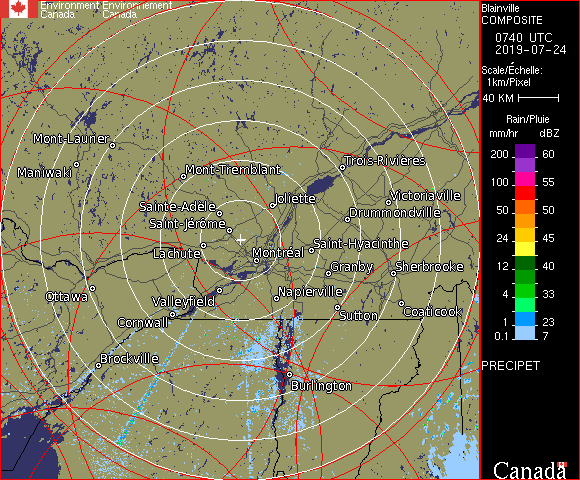 Environment Environnement
Canada Canada
Blainville
COMPOSITE
0740 UTC
2019-07-24
Scale/Échelle:
1km/Pixel
40 KM
Rain/Pluie
mm/hr dBZ
200 60
100 55
50 50
24 45
12 40
4 33
2 30
1 23
0.1 7
PRECIPET
Canada
Mont-Laurier
Maniwaki
Mont-Tremblant
Trois-Rivières
Joliette
Victoriaville
Sainte-Adèle
Drummondville
Saint-Jérôme
Saint-Hyacinthe
Lachute
Montréal
Granby
Sherbrooke
Ottawa
Napierville
Valleyfield
Sutton
Coaticook
Cornwall
Brockville
Burlington